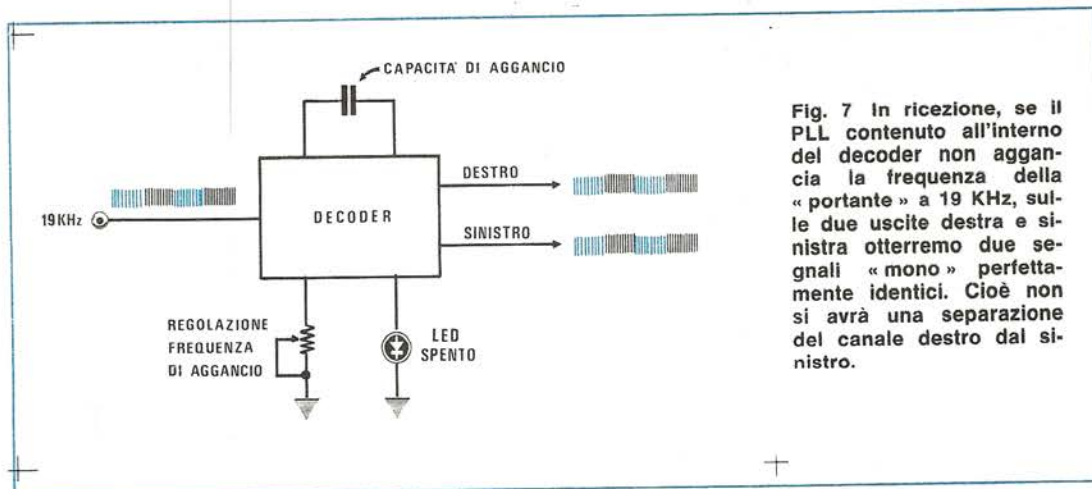 CAPACITA' DI AGGANCIO
19KHz
DECODER
DESTRO
SINISTRO
REGOLAZIONE
FREQUENZA
DI AGGANCIO
LED
SPENTO
Fig. 7 In ricezione, se il
PLL contenuto all'interno
del decoder non aggan-
cia la frequenza della
« portante » a 19 KHz, sul-
le due uscite destra e si-
nistra otterremo due se-
gnali « mono » perfetta-
mente identici. Cioè non
si avrà una separazione
del canale destro dal si-
nistro.